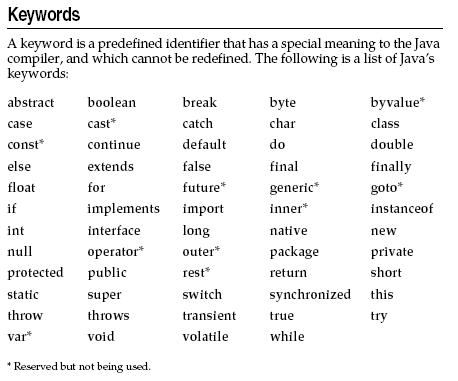 Keywords
A keyword is a predefined identifier that has a special meaning to the Java
compiler, and which cannot be redefined. The following is a list of Java's
keywords:
abstract boolean break byte byvalue*
case cast* catch char class
const* continue default do double
else extends false final finally
float for future* generic* goto*
if implements import inner* instanceof
int interface long native new
null operator* outer* package private
protected public rest* return short
static super switch synchronized this
throw throws transient true try
var* void volatile while
* Reserved but not being used.